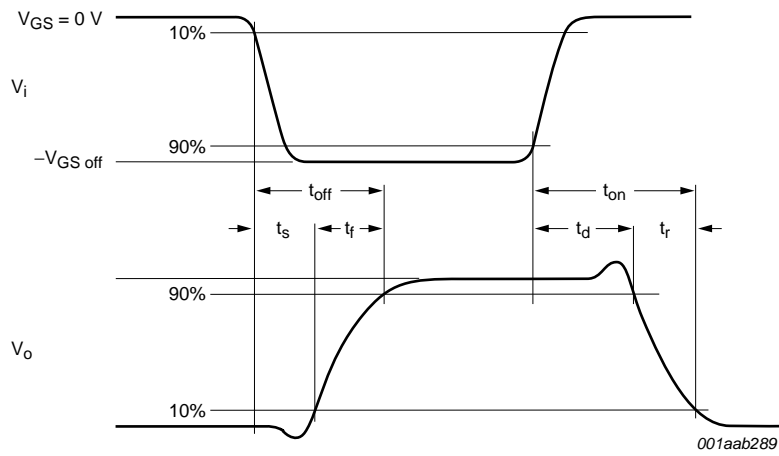 V_GS = 0 V
10%
V_i
90%
−V_GS off
t_off
t_on
t_s
t_f
t_d
t_r
90%
V_o
10%
001aab289